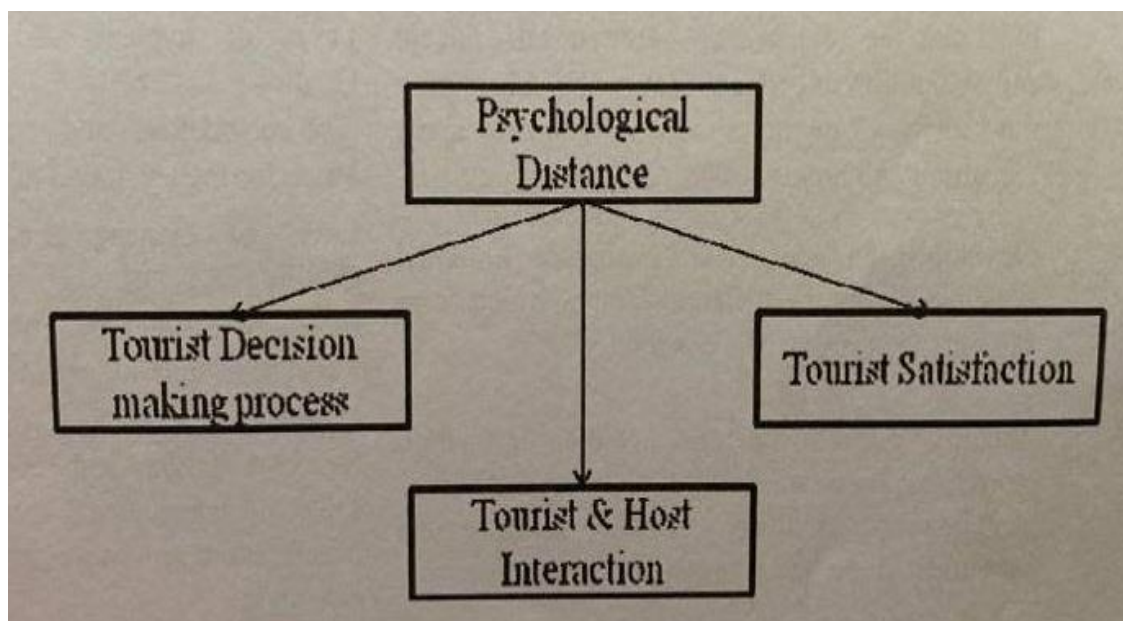 Psychological
Distance
Tourist Decision
making process
Tourist Satisfaction
Tourist & Host
Interaction